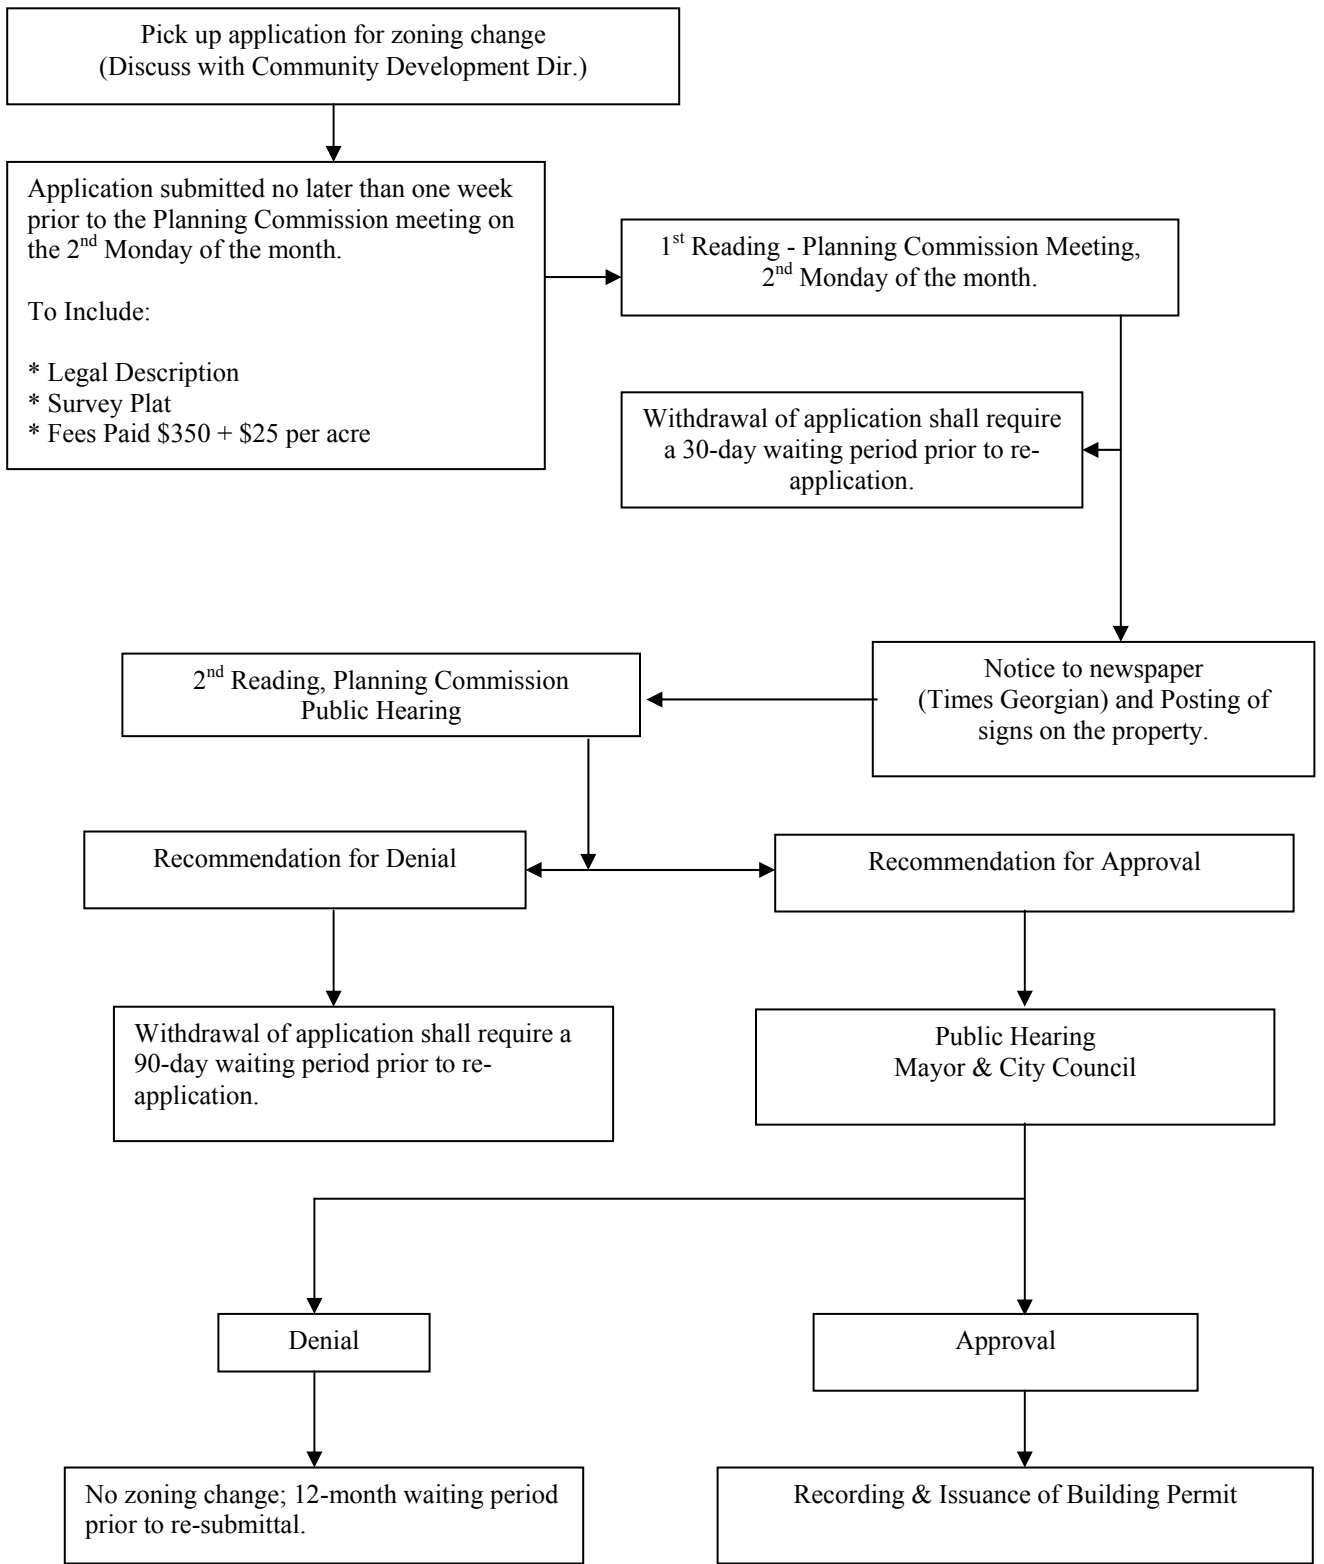 Pick up application for zoning change
(Discuss with Community Development Dir.)
Application submitted no later than one week
prior to the Planning Commission meeting on
the 2nd Monday of the month.
To Include:
* Legal Description
* Survey Plat
* Fees Paid $350 + $25 per acre
1st Reading - Planning Commission Meeting,
2nd Monday of the month.
Withdrawal of application shall require
a 30-day waiting period prior to re-
application.
Notice to newspaper
(Times Georgian) and Posting of
signs on the property.
2nd Reading, Planning Commission
Public Hearing
Recommendation for Denial
Recommendation for Approval
Withdrawal of application shall require a
90-day waiting period prior to re-
application.
Public Hearing
Mayor & City Council
Denial
Approval
No zoning change; 12-month waiting period
prior to re-submittal.
Recording & Issuance of Building Permit